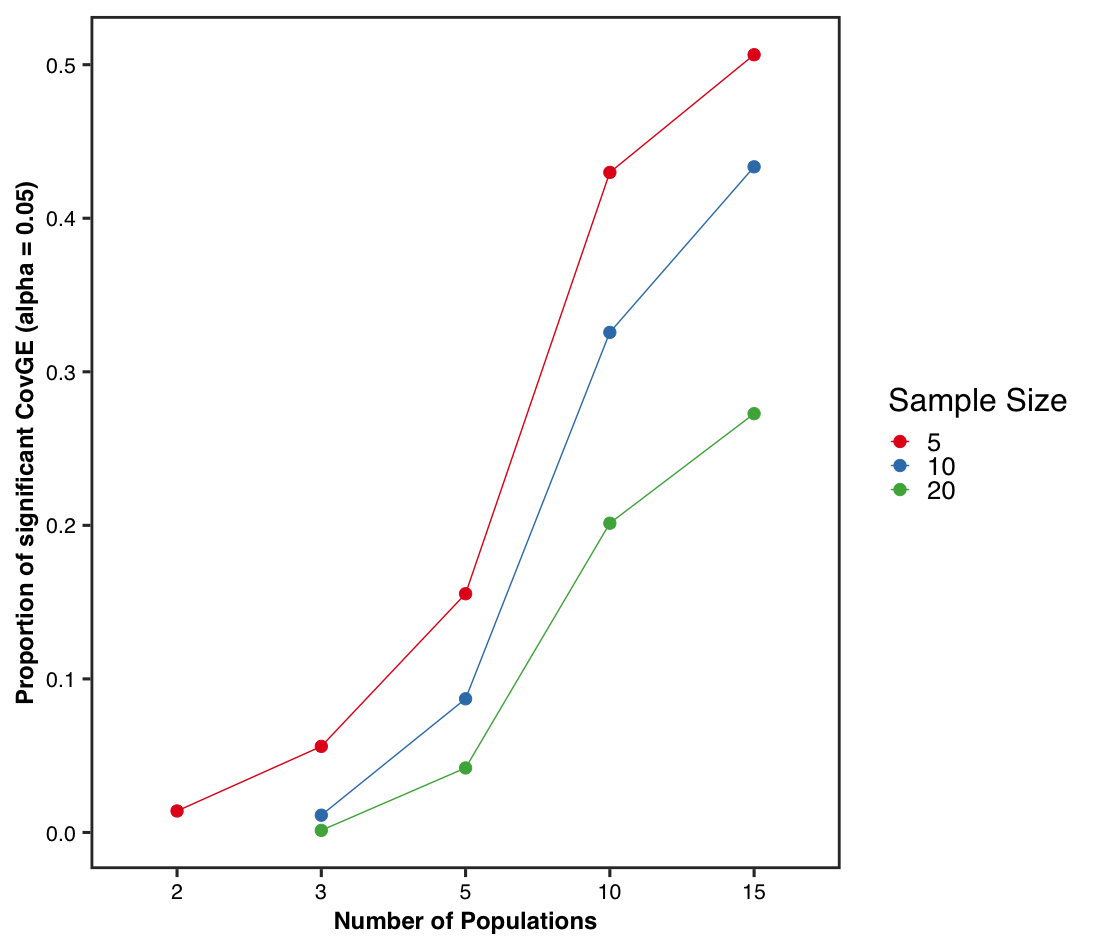 Proportion of significant CovGE (alpha = 0.05)
0.5
0.4
0.3
0.2
0.1
0.0
2 3 5 10 15
Number of Populations
Sample Size
5
10
20